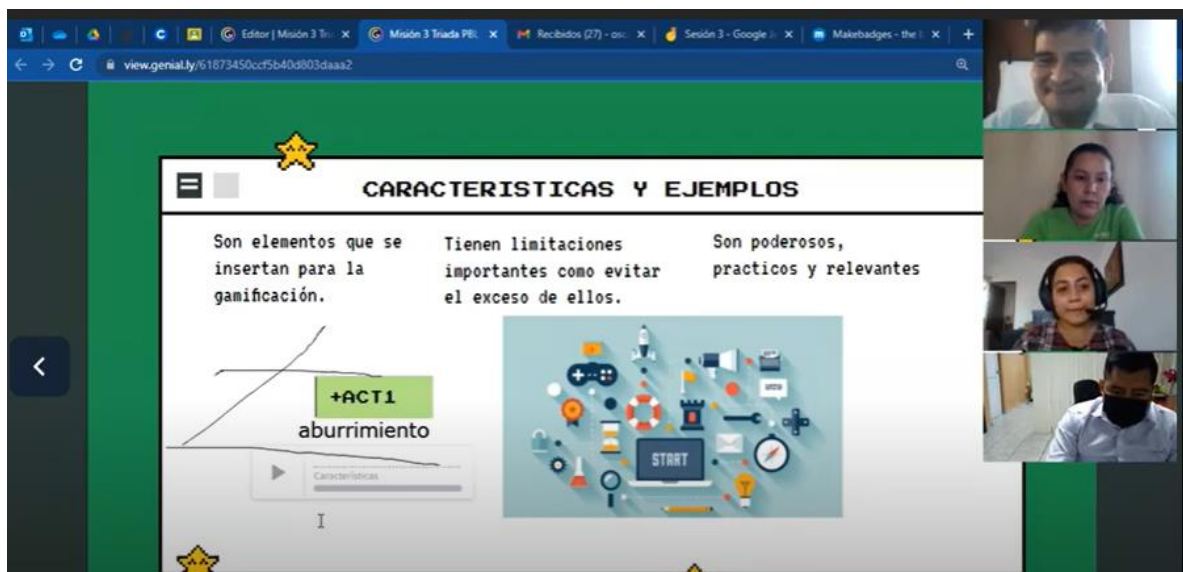 Editor | Misión 3 Tri
Misión 3 Triada PBL
Recibidos (27) - osc
Sesión 3 - Google
Makebadges - the
view.genial.ly/61873450ccf5b40d803daaa2
CARACTERISTICAS Y EJEMPLOS
Son elementos que se
insertan para la
gamificación.
Tienen limitaciones
importantes como evitar
el exceso de ellos.
Son poderosos,
practicos y relevantes
+ACT1
aburrimiento
Características
START